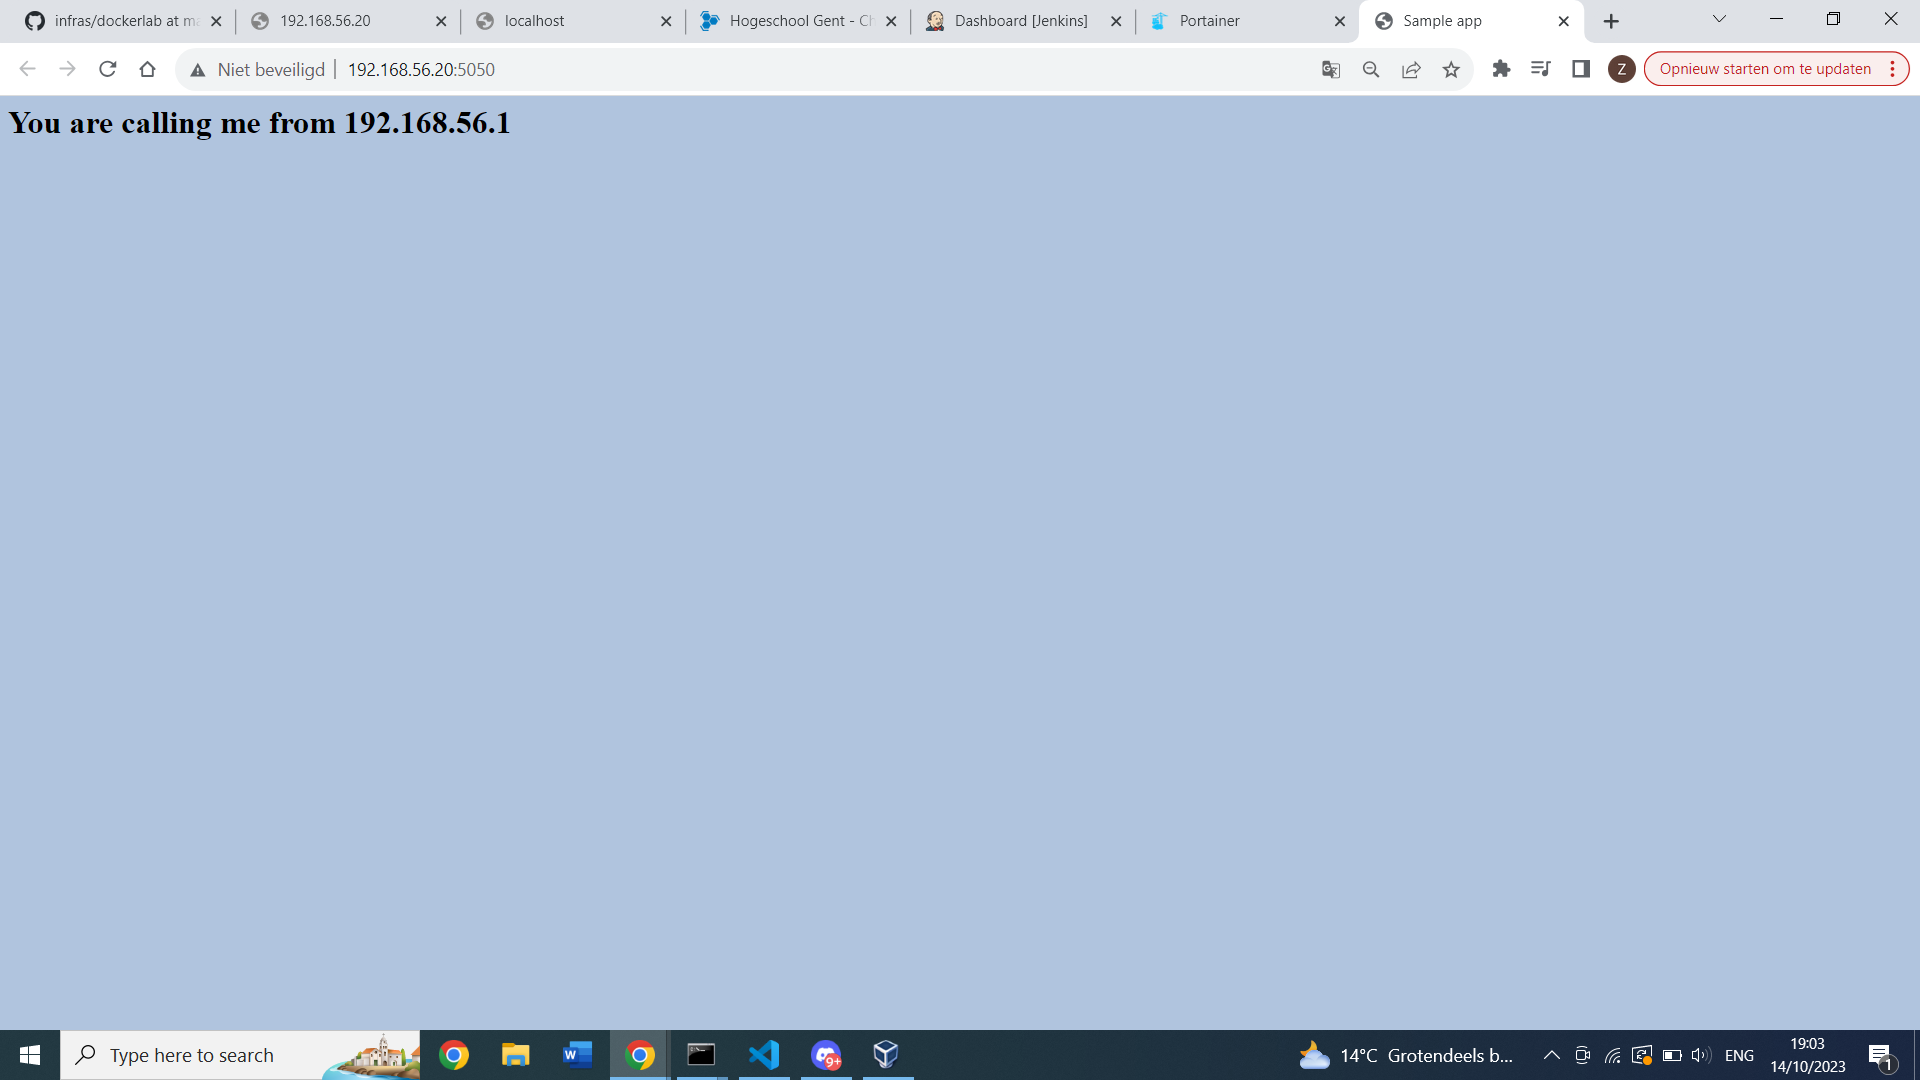 infras/dockerlab at ma
192.168.56.20
localhost
Hogeschool Gent - Ch
Dashboard [Jenkins]
Portainer
Sample app
Niet beveiligd
192.168.56.20:5050
Z
Opnieuw starten om te updaten
You are calling me from 192.168.56.1
Type here to search
9+
14°C Grotendeels b...
ENG
19:03
14/10/2023
1